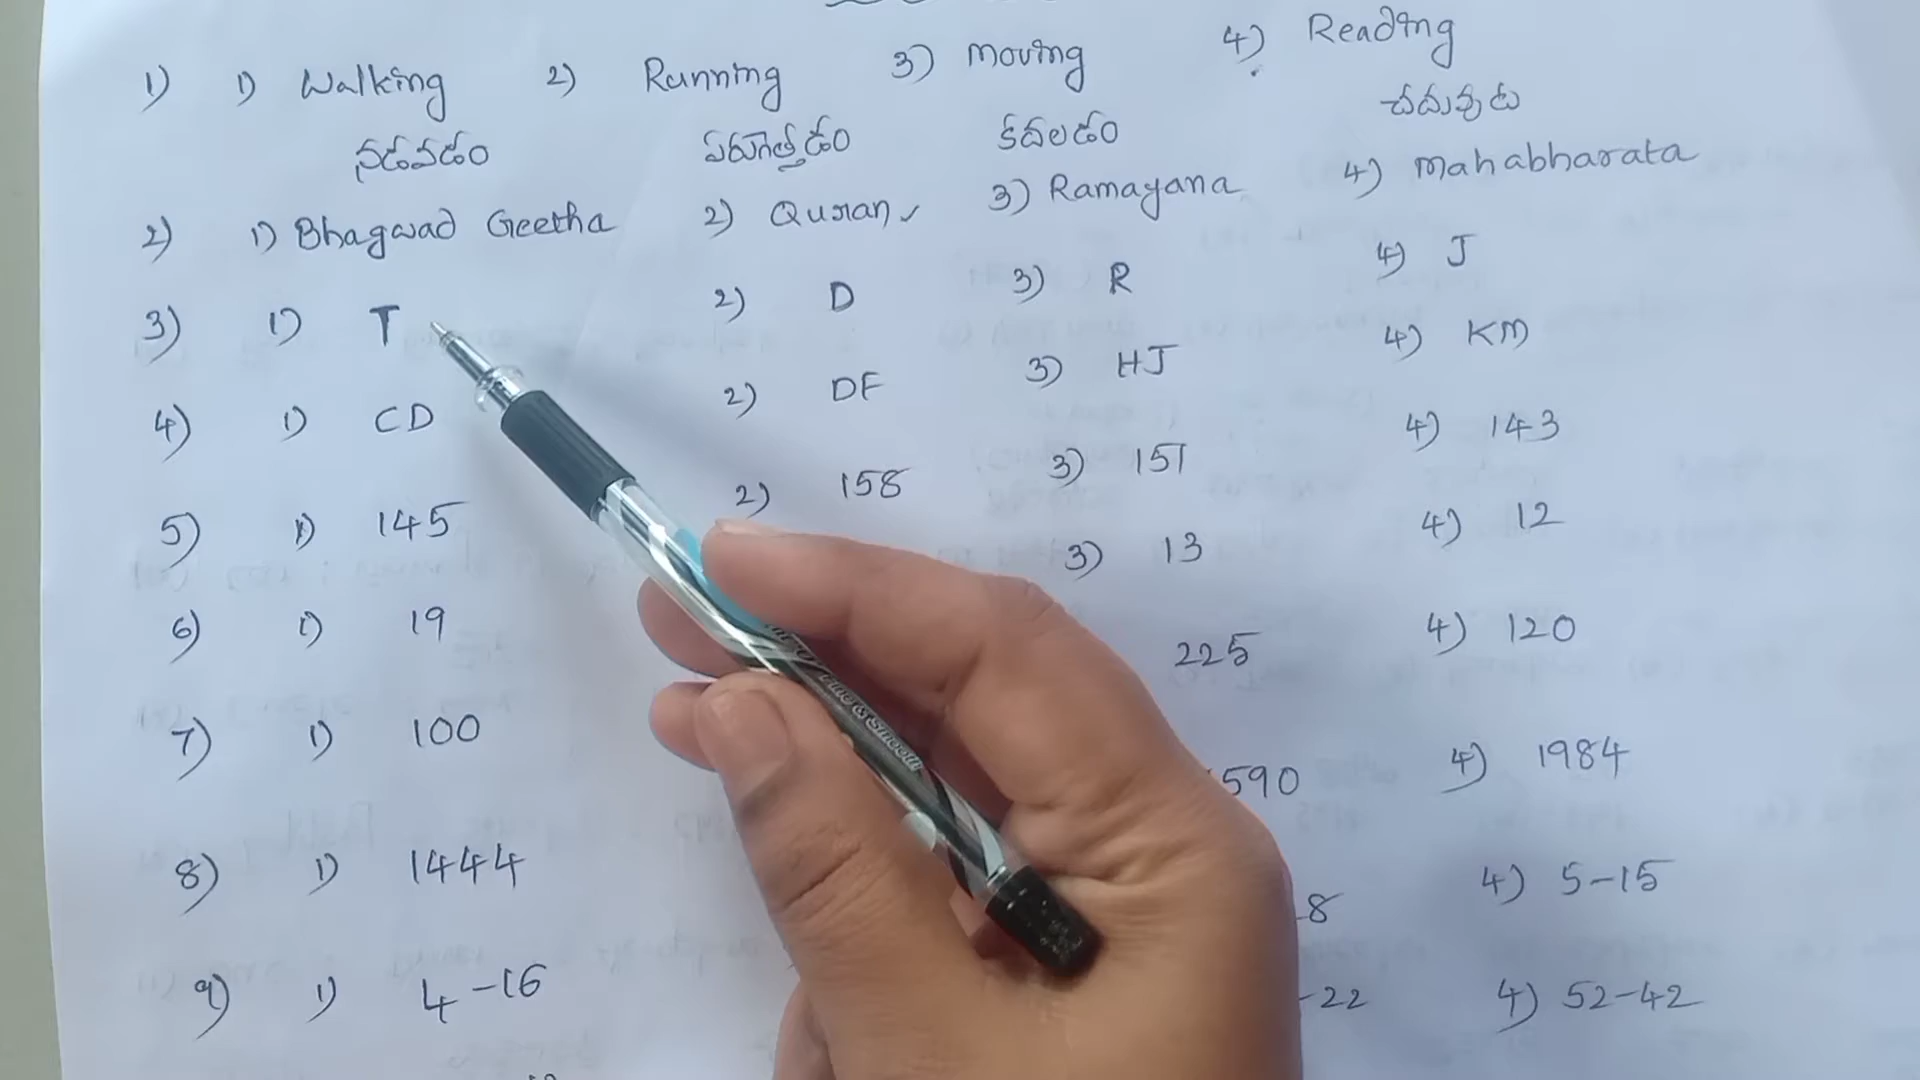 1) 1) Walking 2) Running 3) Moving 4) Reading
నడవడం పరుగెత్తడం కదలడం చదువుట
2) 1) Bhagwad Geetha 2) Quran ✓ 3) Ramayana 4) Mahabharata
3) 1) T 2) D 3) R 4) J
4) 1) CD 2) DF 3) HJ 4) KM
5) 1) 145 2) 158 3) 151 4) 143
6) 1) 19 3) 13 4) 12
7) 1) 100 225 4) 120
8) 1) 1444 590 4) 1984
9) 1) 4-16 -8 4) 5-15
-22 4) 52-42